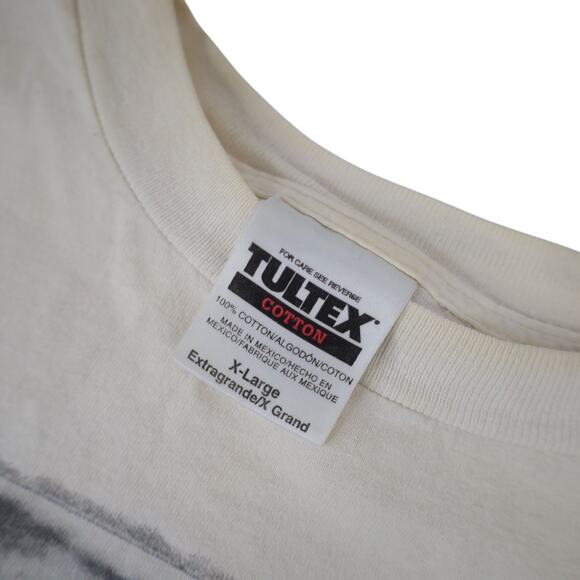 FOR CARE SEE REVERSE
TULTEX
COTTON
100% COTTON/ALGODÓN/COTON
MADE IN MEXICO/HECHO EN
MEXICO/FABRIQUE AUX MEXIQUE
X-Large
Extragrande/X Grand